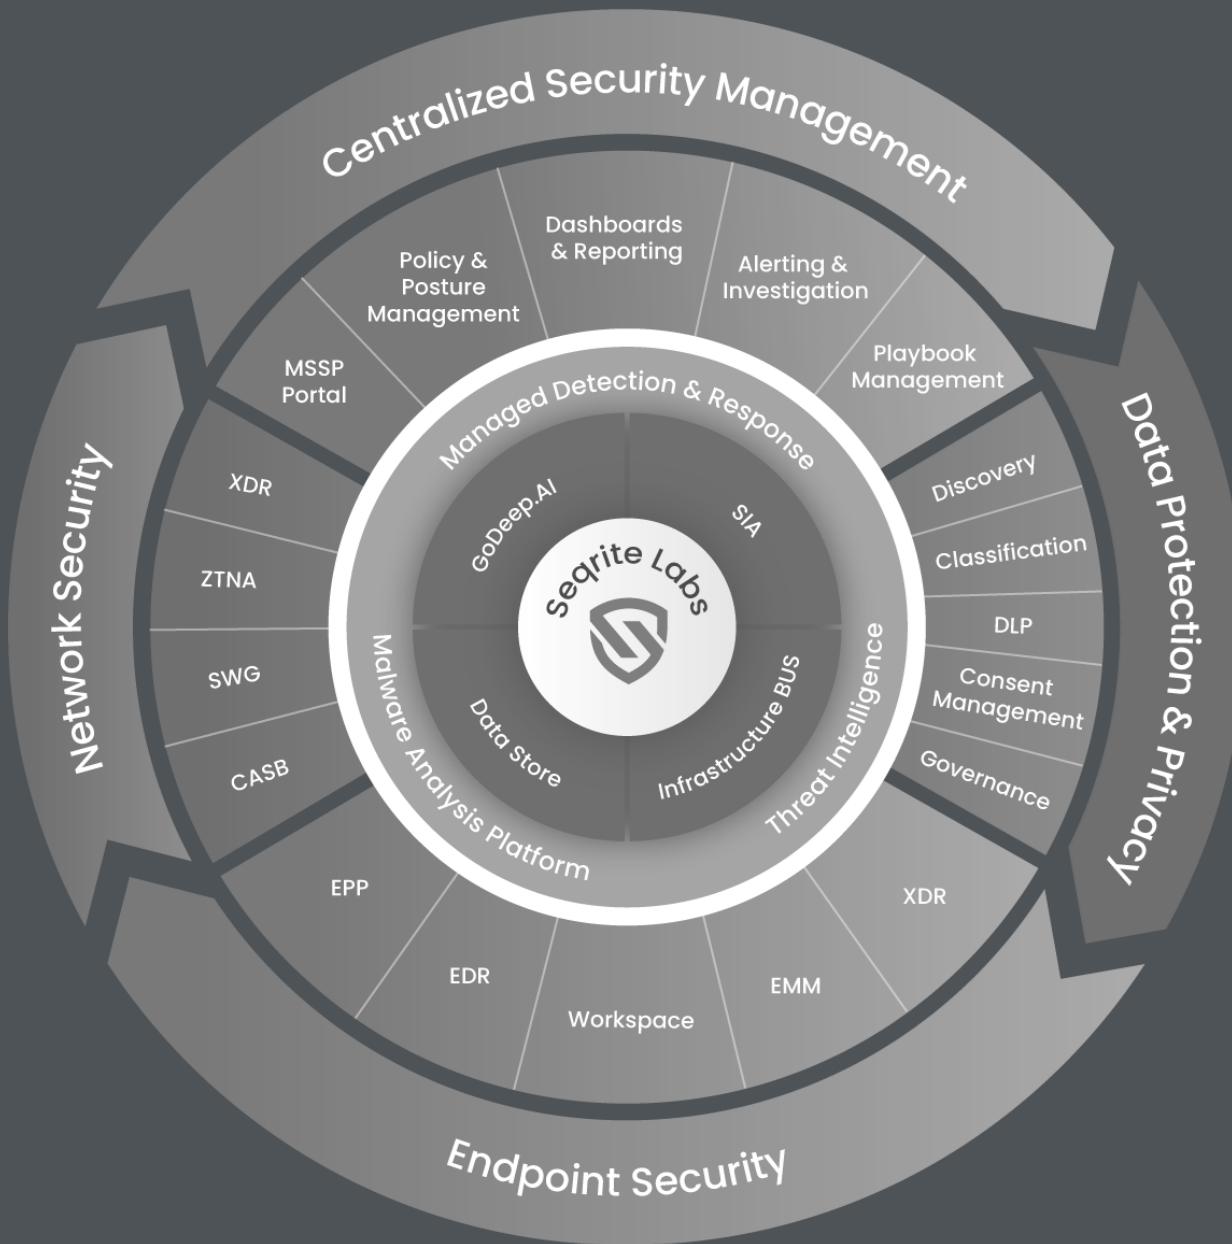 Centralized Security Management
Dashboards
& Reporting
Policy &
Posture
Management
Alerting &
Investigation
MSSP
Portal
Playbook
Management
Data Protection & Privacy
Discovery
Classification
DLP
Consent
Management
Governance
Network Security
XDR
ZTNA
SWG
CASB
Managed Detection & Response
Malware Analysis Platform
Threat Intelligence
GoDeep.AI
SIA
Data Store
Infrastructure BUS
Seqrite Labs
EPP
EDR
Workspace
EMM
XDR
Endpoint Security